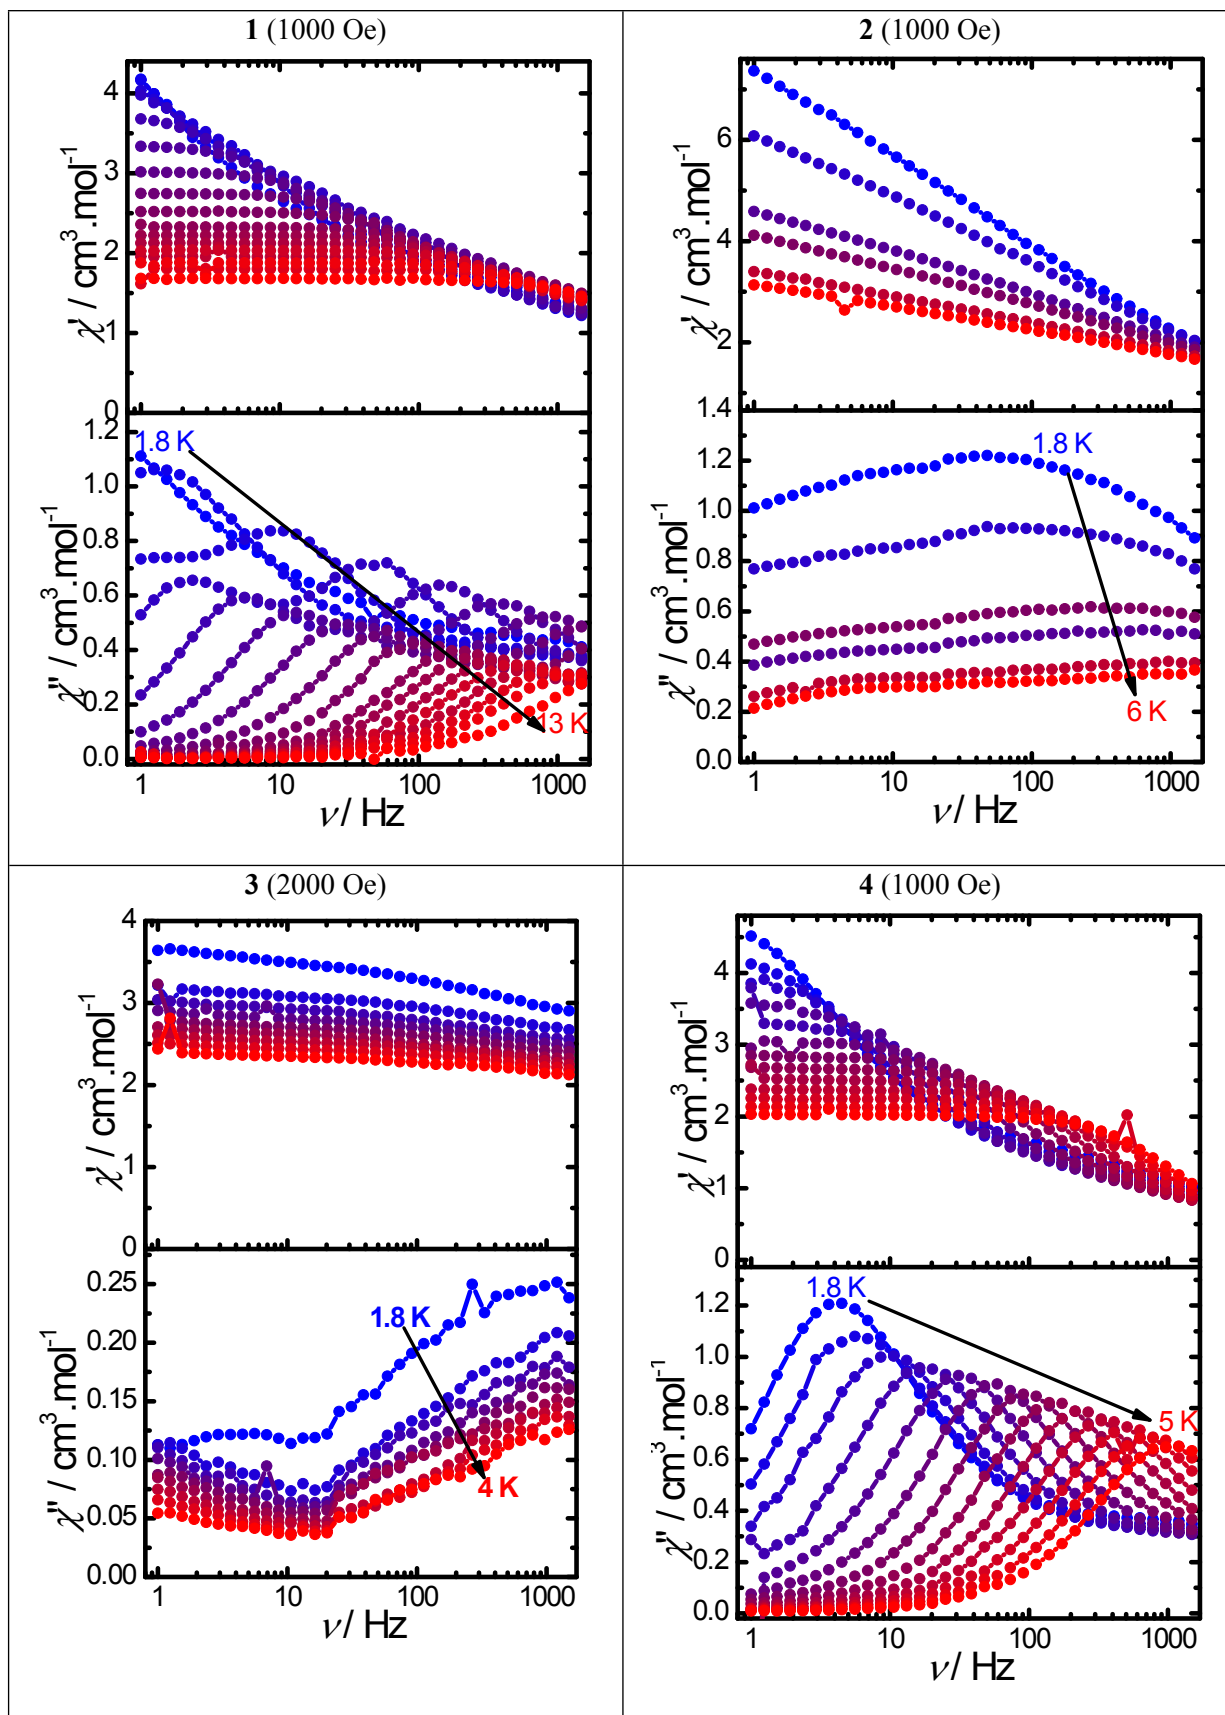 1 (1000 Oe)
4
3
2
1
0
χ' / cm³.mol⁻¹
1.2
1.0
0.8
0.6
0.4
0.2
0.0
χ'' / cm³.mol⁻¹
1.8 K
13 K
1 10 100 1000
ν / Hz
2 (1000 Oe)
6
4
2
χ' / cm³.mol⁻¹
1.4
1.2
1.0
0.8
0.6
0.4
0.2
0.0
χ'' / cm³.mol⁻¹
1.8 K
6 K
1 10 100 1000
ν / Hz
3 (2000 Oe)
4
3
2
1
0
χ' / cm³.mol⁻¹
0.25
0.20
0.15
0.10
0.05
0.00
χ'' / cm³.mol⁻¹
1.8 K
4 K
1 10 100 1000
ν / Hz
4 (1000 Oe)
4
3
2
1
0
χ' / cm³.mol⁻¹
1.2
1.0
0.8
0.6
0.4
0.2
0.0
χ'' / cm³.mol⁻¹
1.8 K
5 K
1 10 100 1000
ν / Hz